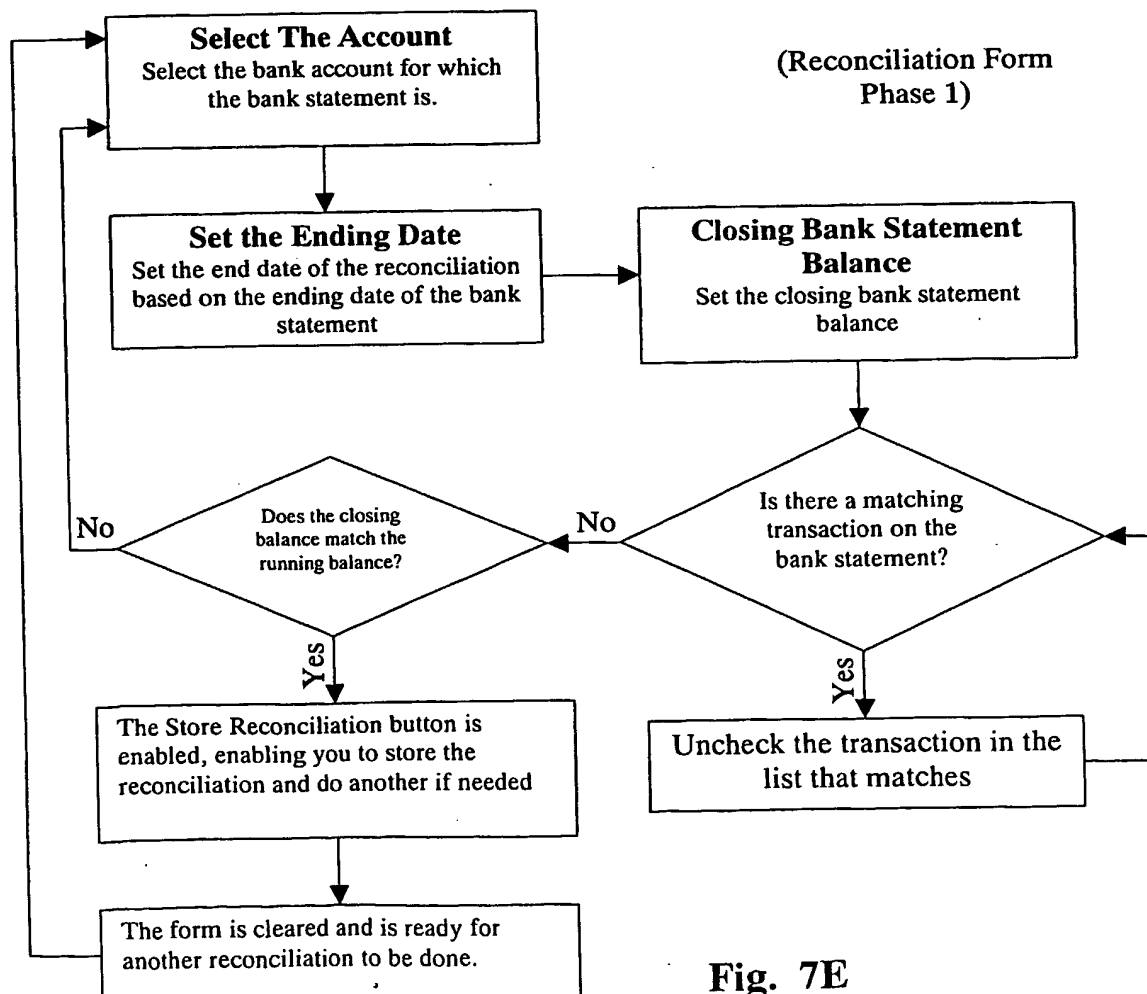 Select The Account
Select the bank account for which
the bank statement is.
(Reconciliation Form
Phase 1)
Set the Ending Date
Set the end date of the reconciliation
based on the ending date of the bank
statement
Closing Bank Statement
Balance
Set the closing bank statement
balance
No
Does the closing
balance match the
running balance?
No
Is there a matching
transaction on the
bank statement?
Yes
Yes
The Store Reconciliation button is
enabled, enabling you to store the
reconciliation and do another if needed
Uncheck the transaction in the
list that matches
The form is cleared and is ready for
another reconciliation to be done.
Fig. 7E